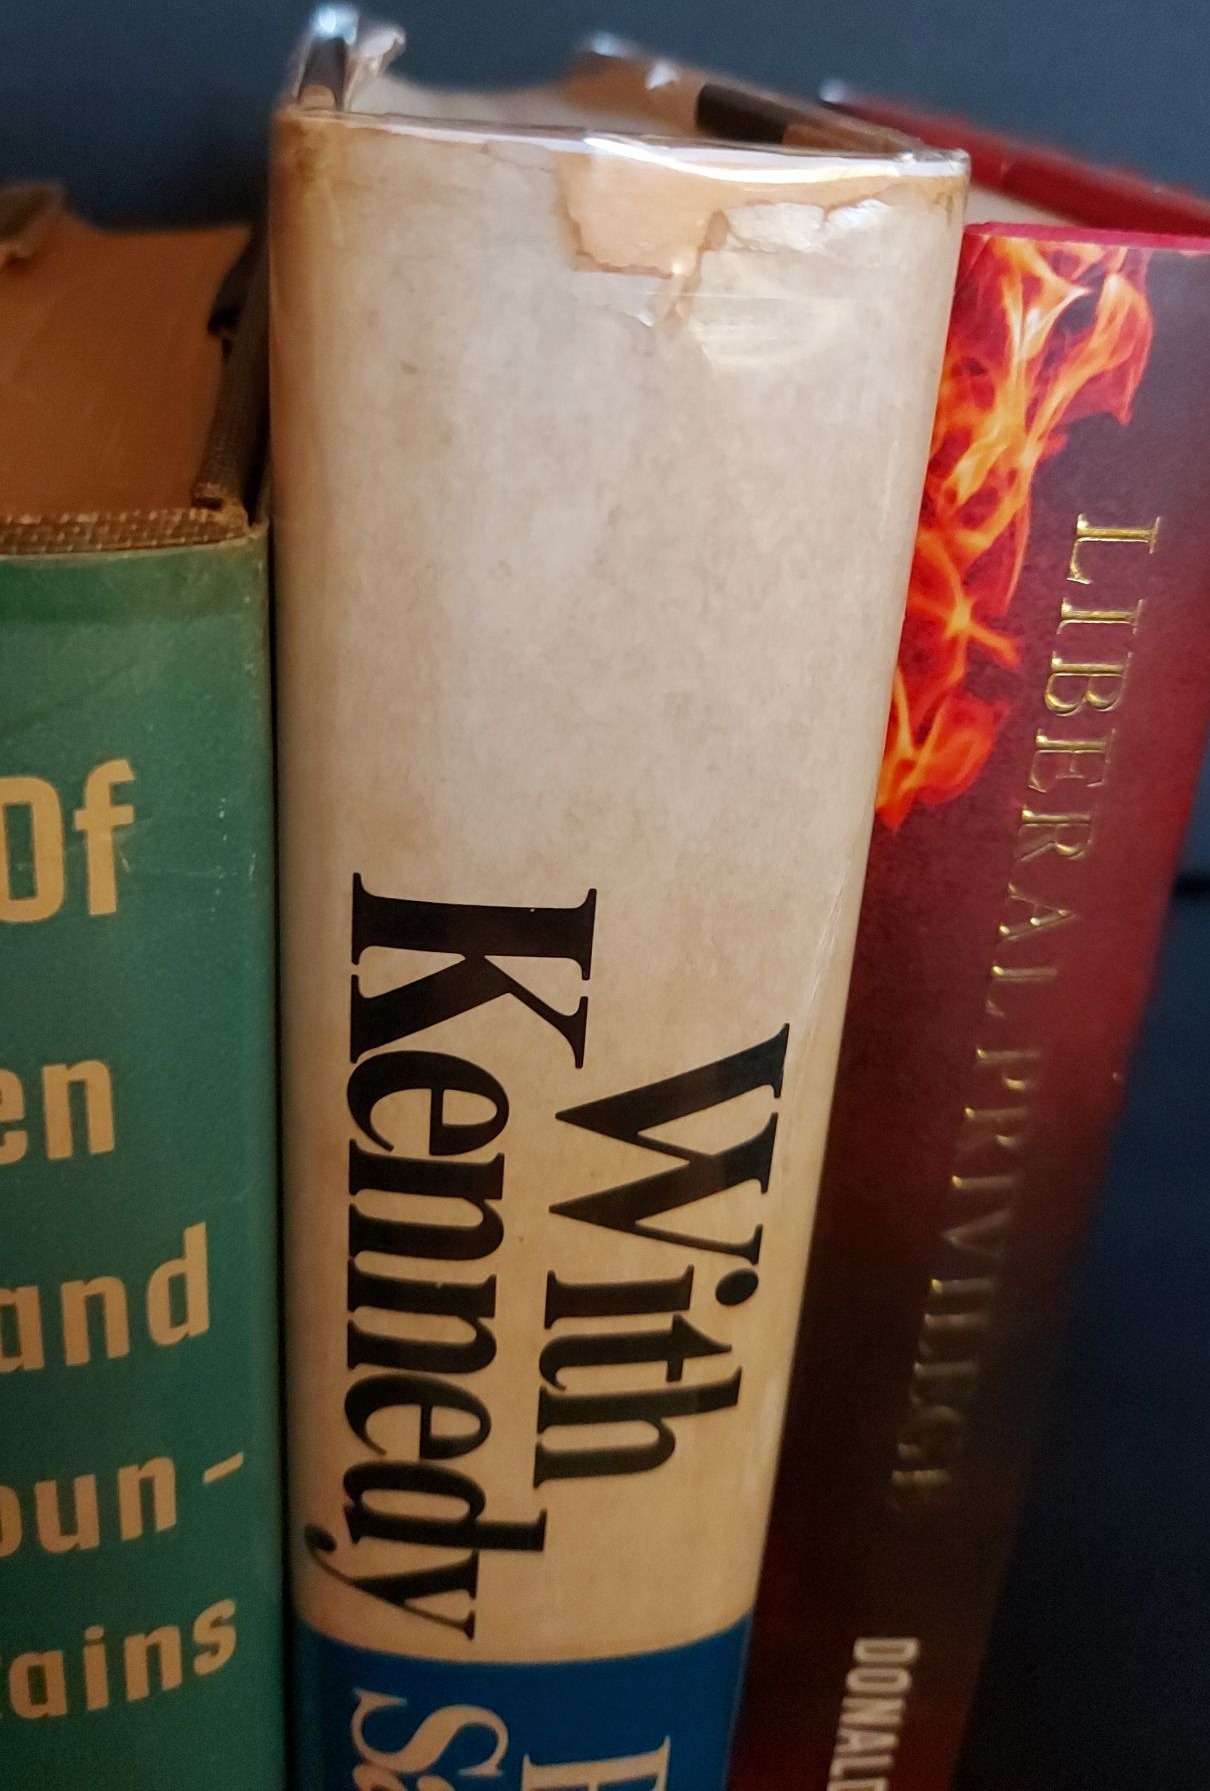 Of
en
and
oun-
ains
With
Kennedy
LIBERAL PRIVILEGE
DONALD